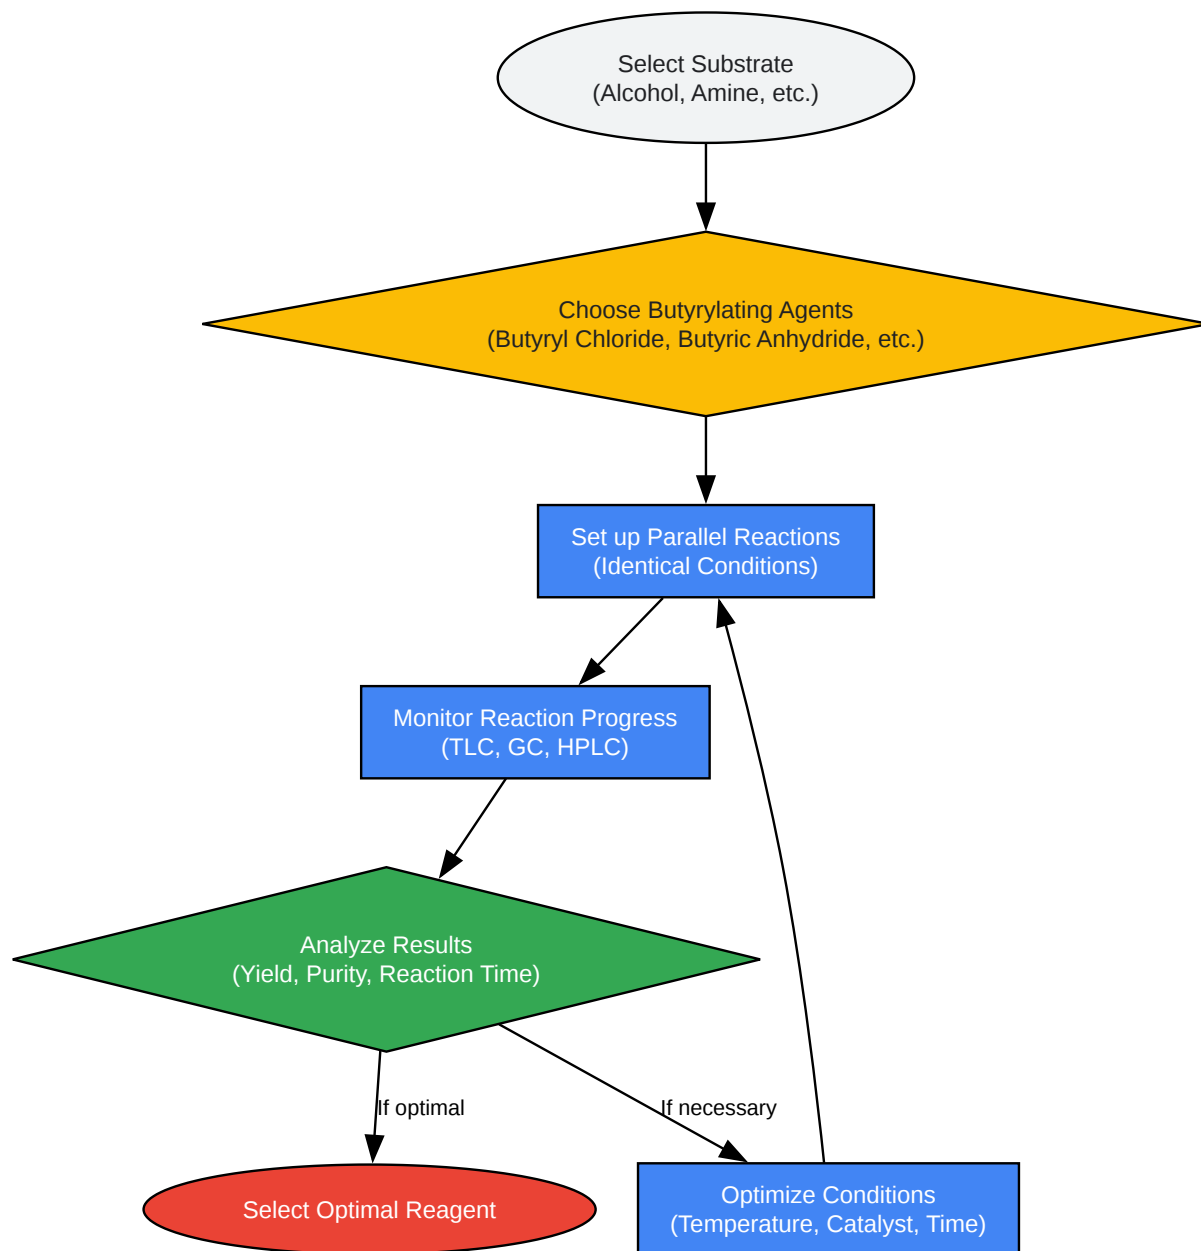 Select Substrate
(Alcohol, Amine, etc.)
Choose Butyrylating Agents
(Butyryl Chloride, Butyric Anhydride, etc.)
Set up Parallel Reactions
(Identical Conditions)
Monitor Reaction Progress
(TLC, GC, HPLC)
Analyze Results
(Yield, Purity, Reaction Time)
If optimal
If necessary
Select Optimal Reagent
Optimize Conditions
(Temperature, Catalyst, Time)